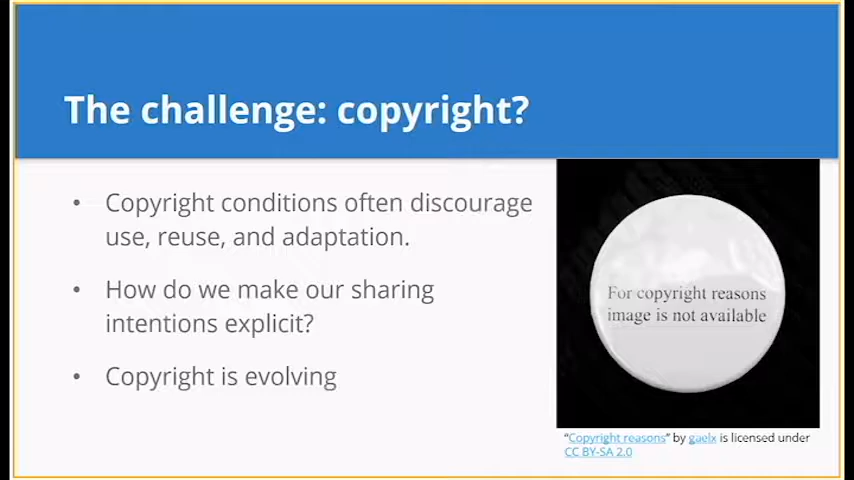 The challenge: copyright?
• Copyright conditions often discourage
use, reuse, and adaptation.
• How do we make our sharing
intentions explicit?
• Copyright is evolving
For copyright reasons
image is not available
“Copyright reasons” by gaelx is licensed under
CC BY-SA 2.0